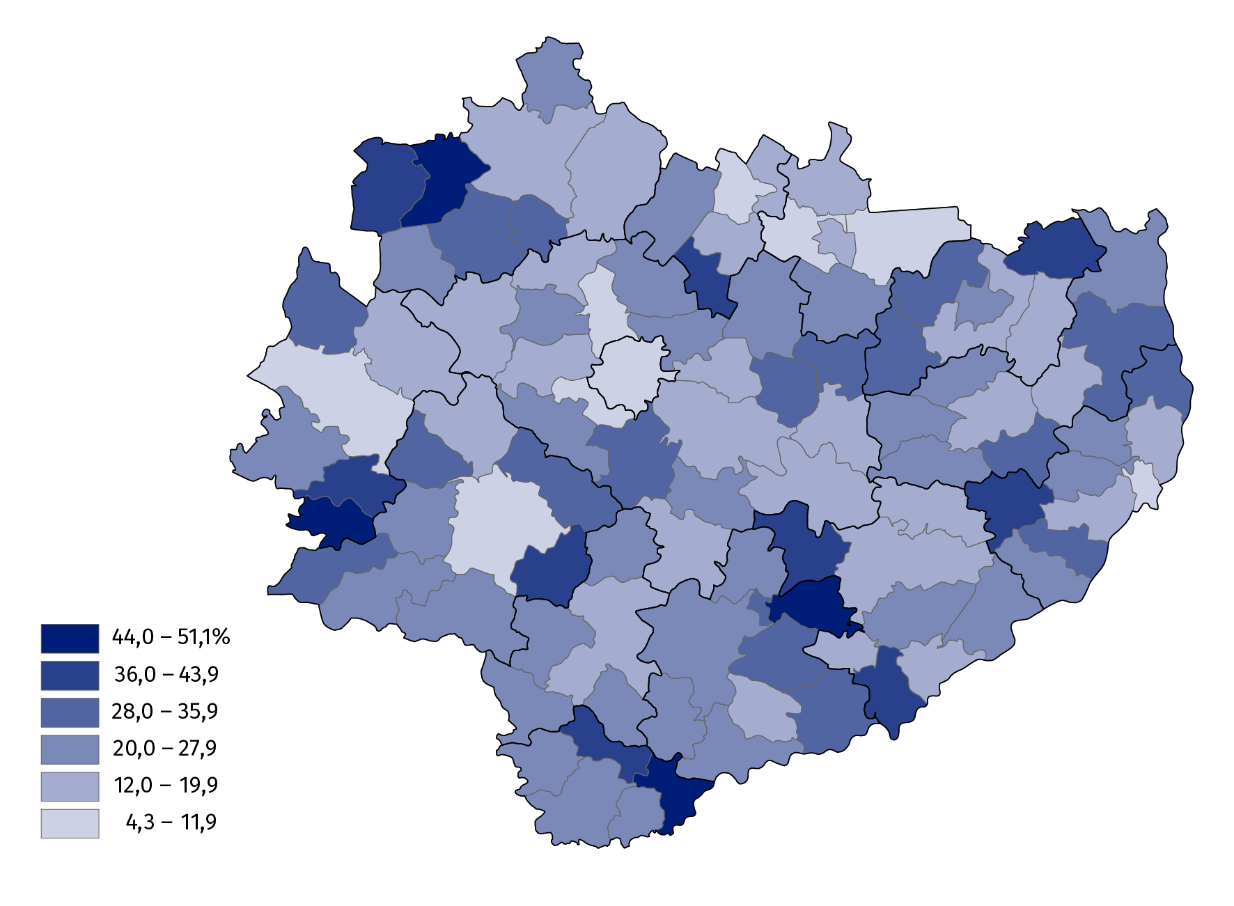 44,0 – 51,1%
36,0 – 43,9
28,0 – 35,9
20,0 – 27,9
12,0 – 19,9
4,3 – 11,9